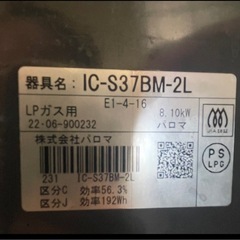 器具名: IC-S37BM-2L
E1-4-16
LPガス用 8.10kW
22-06-900232 パロマ
株式会社パロマ
PS
LPG
231 IC-S37BM-2L
区分C 効率56.3%
区分J 効率192Wh